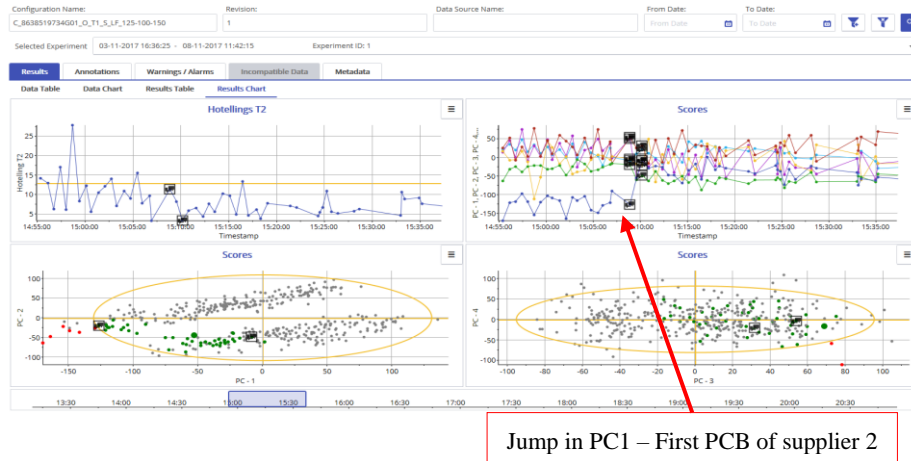 Configuration Name: Revision: Data Source Name: From Date: To Date:
C_8638519734G01_O_T1_S_LF_125-100-150 1 From Date To Date
Selected Experiment 03-11-2017 16:36:25 - 08-11-2017 11:42:15 Experiment ID: 1
Results Annotations Warnings / Alarms Incompatible Data Metadata
Data Table Data Chart Results Table Results Chart
Hotellings T2
Hotelling T2
25
20
15
10
5
14:55:00 15:00:00 15:05:00 15:10:00 15:15:00 15:20:00 15:25:00 15:30:00 15:35:00
Timestamp
Scores
PC - 1, PC - 2, PC - 3, PC - 4,...
50
0
-50
-100
-150
14:55:00 15:00:00 15:05:00 10:00 15:15:00 15:20:00 15:25:00 15:30:00 15:35:00
Timestamp
Scores
PC - 2
100
50
0
-50
-100
-150 -100 -50 0 50 100
PC - 1
Scores
PC - 4
100
50
0
-50
-100
-100 -80 -60 -40 -20 0 20 40 60 80 100
PC - 3
13:30 14:00 14:30 15:00 15:30 16:00 16:30 17:00 17:30 18:00 18:30 19:00 19:30 20:00 20:30
Jump in PC1 – First PCB of supplier 2